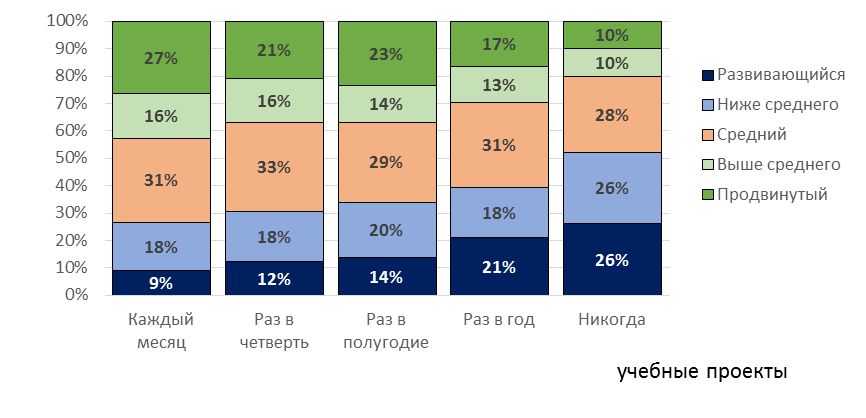 100%
90%
80%
70%
60%
50%
40%
30%
20%
10%
0%
27%
16%
31%
18%
9%
21%
16%
33%
18%
12%
23%
14%
29%
20%
14%
17%
13%
31%
18%
21%
10%
10%
28%
26%
26%
Каждый
месяц
Раз в
четверть
Раз в
полугодие
Раз в год
Никогда
Развивающийся
Ниже среднего
Средний
Выше среднего
Продвинутый
учебные проекты